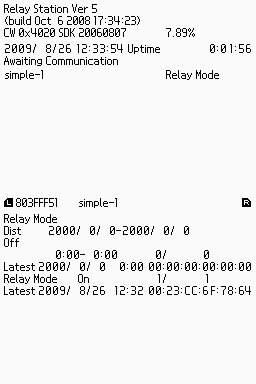 Relay Station Ver 5
(build Oct  6 2008 17:34:23)
CW 0x4020 SDK 20060807 7.89%
2009/ 8/26 12:33:54 Uptime 0:01:56
Awaiting Communication
simple-1 Relay Mode
L 803FFF51 simple-1 R
Relay Mode
Dist 2000/ 0/ 0-2000/ 0/ 0
Off
0:00- 0:00 0/ 0
Latest 2000/ 0/ 0 0:00 00:00:00:00:00:00
Relay Mode On 1/ 1
Latest 2009/ 8/26 12:32 00:23:CC:6F:78:64